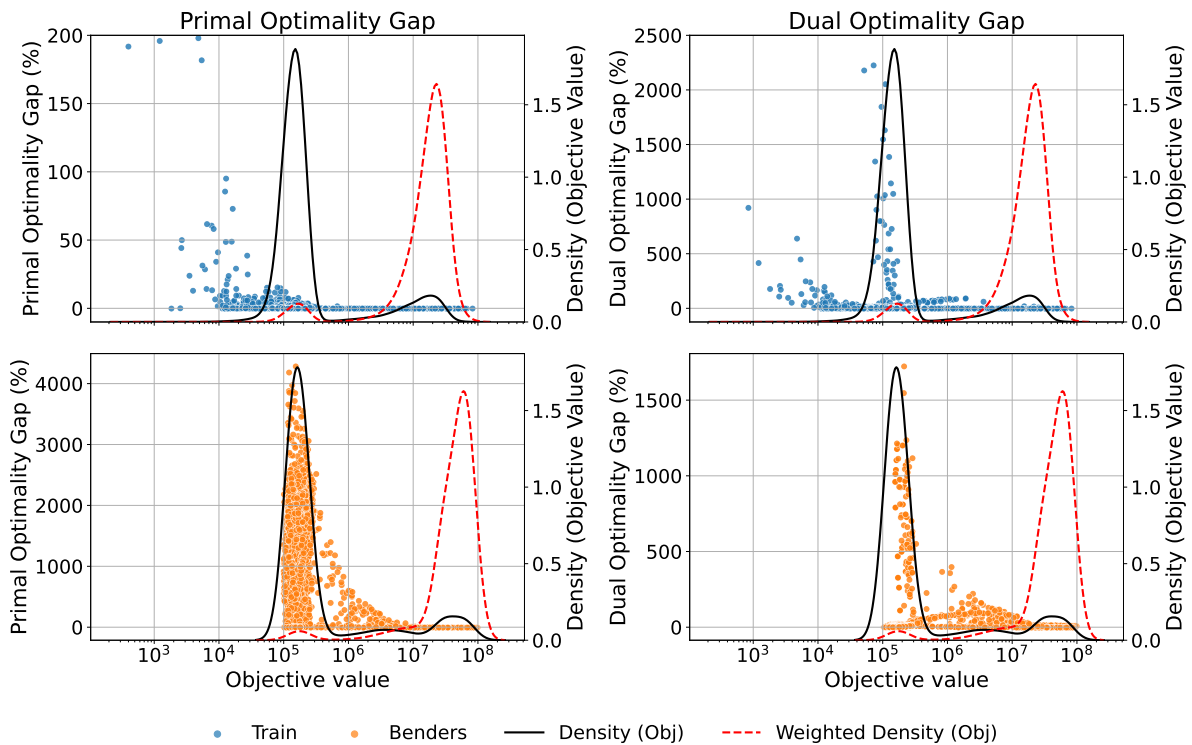 Primal Optimality Gap
Dual Optimality Gap
Primal Optimality Gap (%)
200
150
100
50
0
1.5
1.0
0.5
0.0
Density (Objective Value)
Dual Optimality Gap (%)
2500
2000
1500
1000
500
0
1.5
1.0
0.5
0.0
Density (Objective Value)
Primal Optimality Gap (%)
4000
3000
2000
1000
0
1.5
1.0
0.5
0.0
Density (Objective Value)
10³ 10⁴ 10⁵ 10⁶ 10⁷ 10⁸
Objective value
Dual Optimality Gap (%)
1500
1000
500
0
1.5
1.0
0.5
0.0
Density (Objective Value)
10³ 10⁴ 10⁵ 10⁶ 10⁷ 10⁸
Objective value
Train Benders Density (Obj) Weighted Density (Obj)